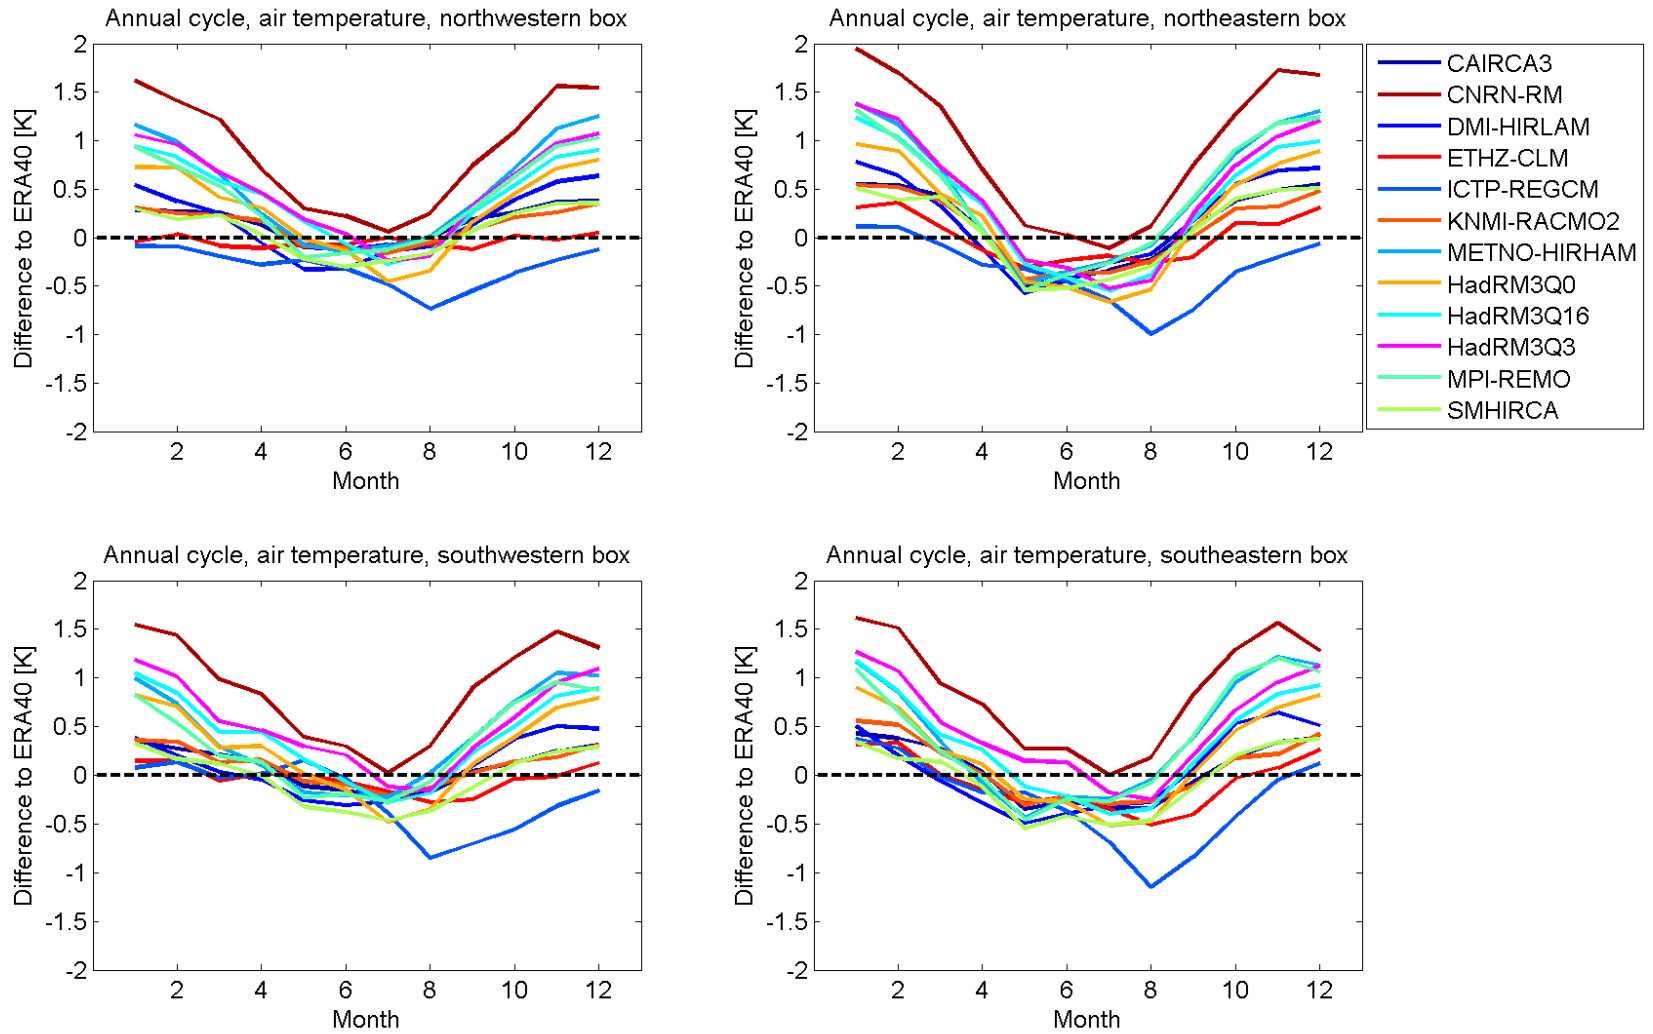 Annual cycle, air temperature, northwestern box
2
1.5
1
0.5
0
-0.5
-1
-1.5
-2
Difference to ERA40 [K]
2 4 6 8 10 12
Month
Annual cycle, air temperature, northeastern box
2
1.5
1
0.5
0
-0.5
-1
-1.5
-2
Difference to ERA40 [K]
2 4 6 8 10 12
Month
CAIRCA3
CNRN-RM
DMI-HIRLAM
ETHZ-CLM
ICTP-REGCM
KNMI-RACMO2
METNO-HIRHAM
HadRM3Q0
HadRM3Q16
HadRM3Q3
MPI-REMO
SMHIRCA
Annual cycle, air temperature, southwestern box
2
1.5
1
0.5
0
-0.5
-1
-1.5
-2
Difference to ERA40 [K]
2 4 6 8 10 12
Month
Annual cycle, air temperature, southeastern box
2
1.5
1
0.5
0
-0.5
-1
-1.5
-2
Difference to ERA40 [K]
2 4 6 8 10 12
Month